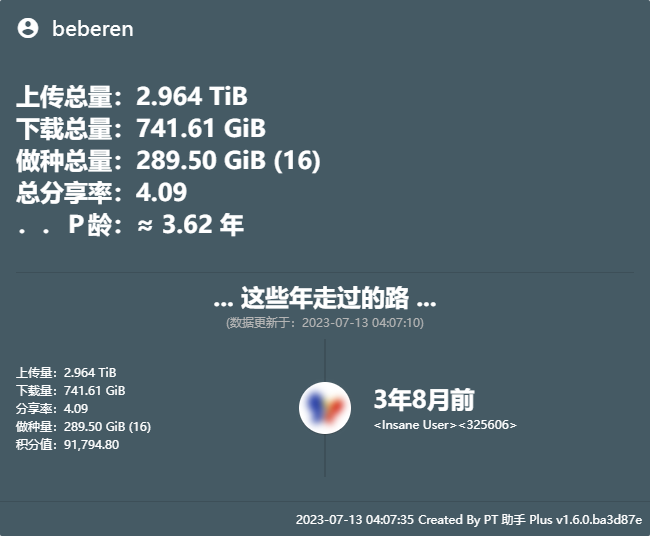 beberen
上传总量：2.964 TiB
下载总量：741.61 GiB
做种总量：289.50 GiB (16)
总分享率：4.09
．．Ｐ龄：≈ 3.62 年
... 这些年走过的路 ...
(数据更新于：2023-07-13 04:07:10)
上传量：2.964 TiB
下载量：741.61 GiB
分享率：4.09
做种量：289.50 GiB (16)
积分值：91,794.80
3年8月前
<Insane User><325606>
2023-07-13 04:07:35 Created By PT 助手 Plus v1.6.0.ba3d87e